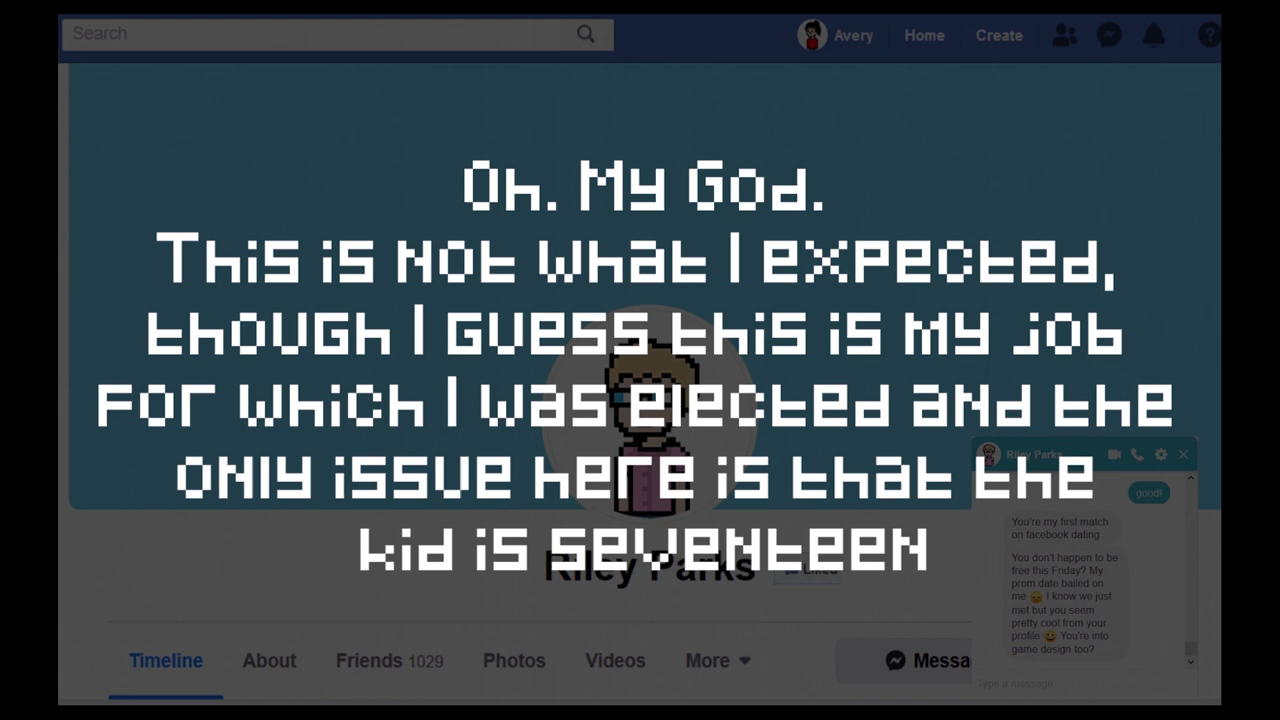 Search
Avery Home Create
Oh. My God.
This is not what I expected,
though I guess this is my job
for which I was elected and the
only issue here is that the
kid is seventeen
Riley Parks
Liked
Timeline About Friends 1029 Photos Videos More
Messa
Riley Parks
good!
You're my first match
on facebook dating
You don't happen to be
free this Friday? My
prom date bailed on
me 😞 I know we just
met but you seem
pretty cool from your
profile 😀 You're into
game design too?
Type a message